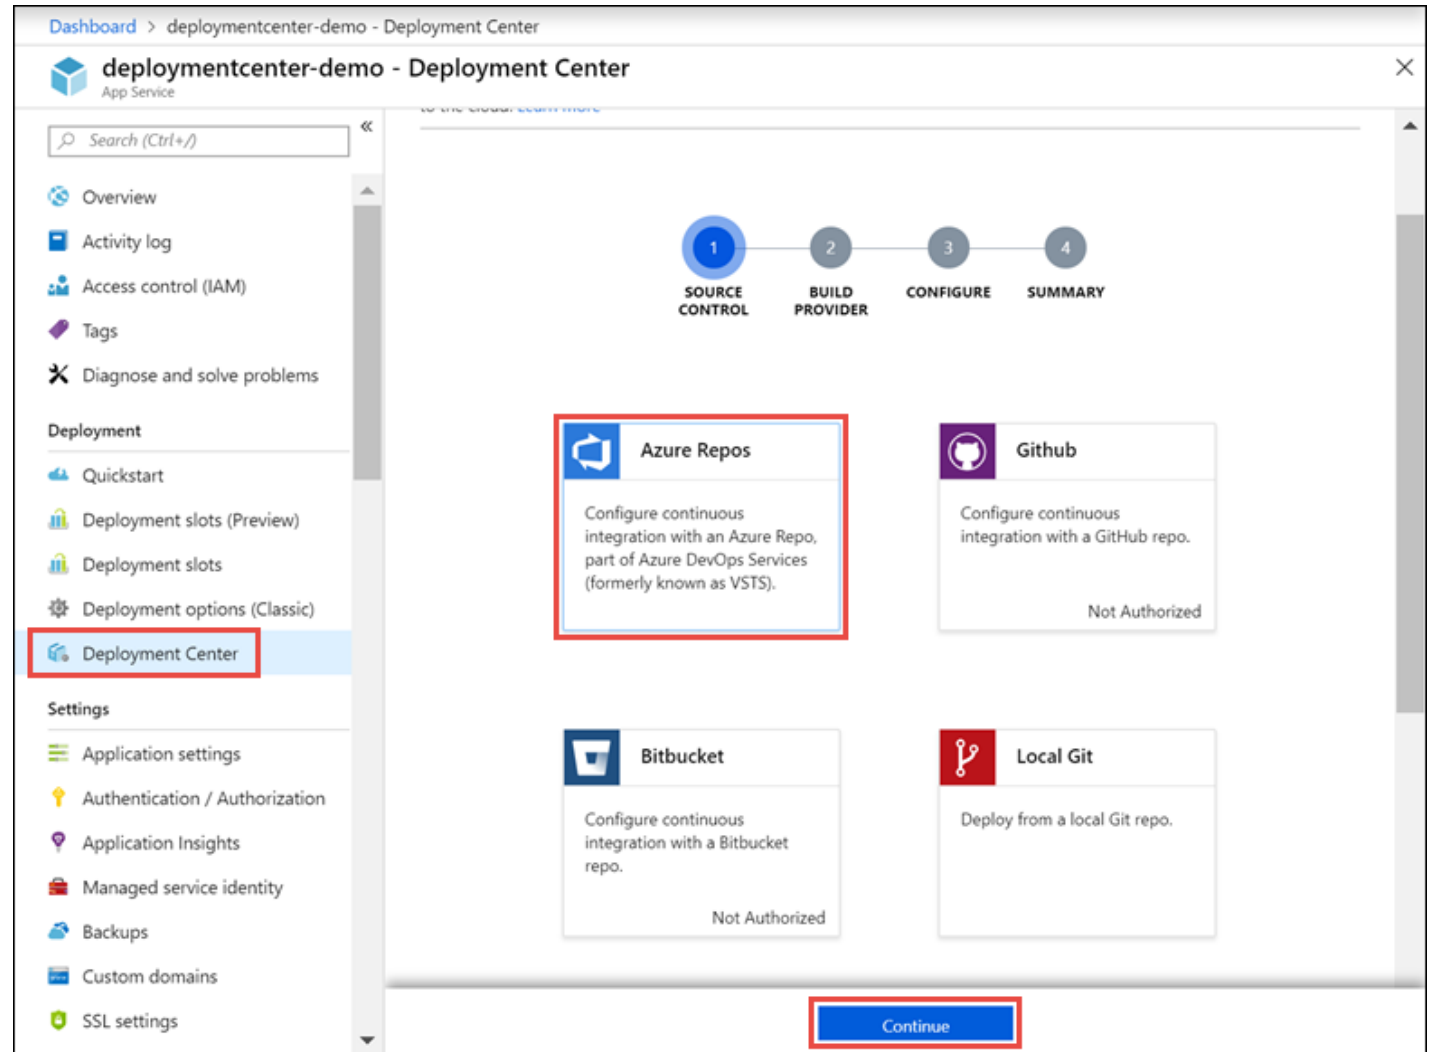 Dashboard > deploymentcenter-demo - Deployment Center
deploymentcenter-demo - Deployment Center
App Service
Search (Ctrl+/)
Overview
Activity log
Access control (IAM)
Tags
Diagnose and solve problems
Deployment
Quickstart
Deployment slots (Preview)
Deployment slots
Deployment options (Classic)
Deployment Center
Settings
Application settings
Authentication / Authorization
Application Insights
Managed service identity
Backups
Custom domains
SSL settings
to the cloud. Learn more
1
2
3
4
SOURCE
CONTROL
BUILD
PROVIDER
CONFIGURE
SUMMARY
Azure Repos
Configure continuous
integration with an Azure Repo,
part of Azure DevOps Services
(formerly known as VSTS).
Github
Configure continuous
integration with a GitHub repo.
Not Authorized
Bitbucket
Configure continuous
integration with a Bitbucket
repo.
Not Authorized
Local Git
Deploy from a local Git repo.
Continue